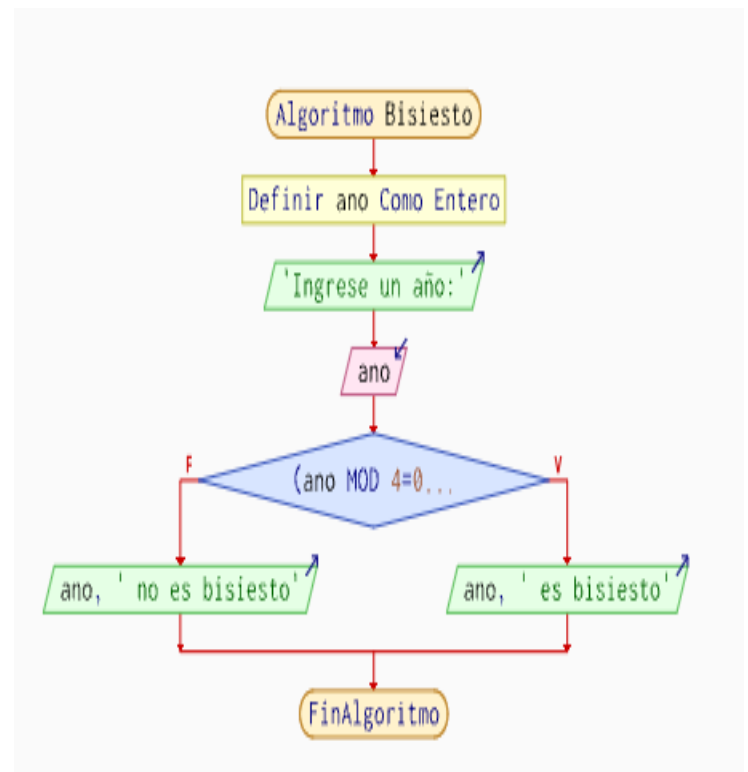 Algoritmo Bisiesto
Definir ano Como Entero
'Ingrese un año:'
ano
F
V
(ano MOD 4=0...
ano, ' no es bisiesto'
ano, ' es bisiesto'
FinAlgoritmo